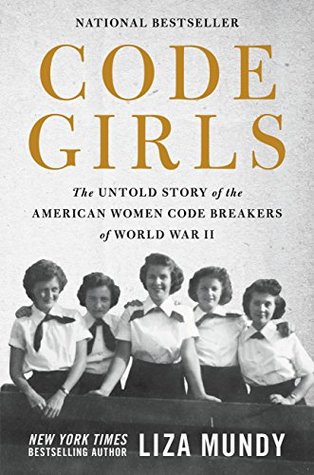 NATIONAL BESTSELLER
CODE
GIRLS
The UNTOLD STORY of the
AMERICAN WOMEN CODE BREAKERS
of WORLD WAR II
NEW YORK TIMES
BESTSELLING AUTHOR
LIZA MUNDY